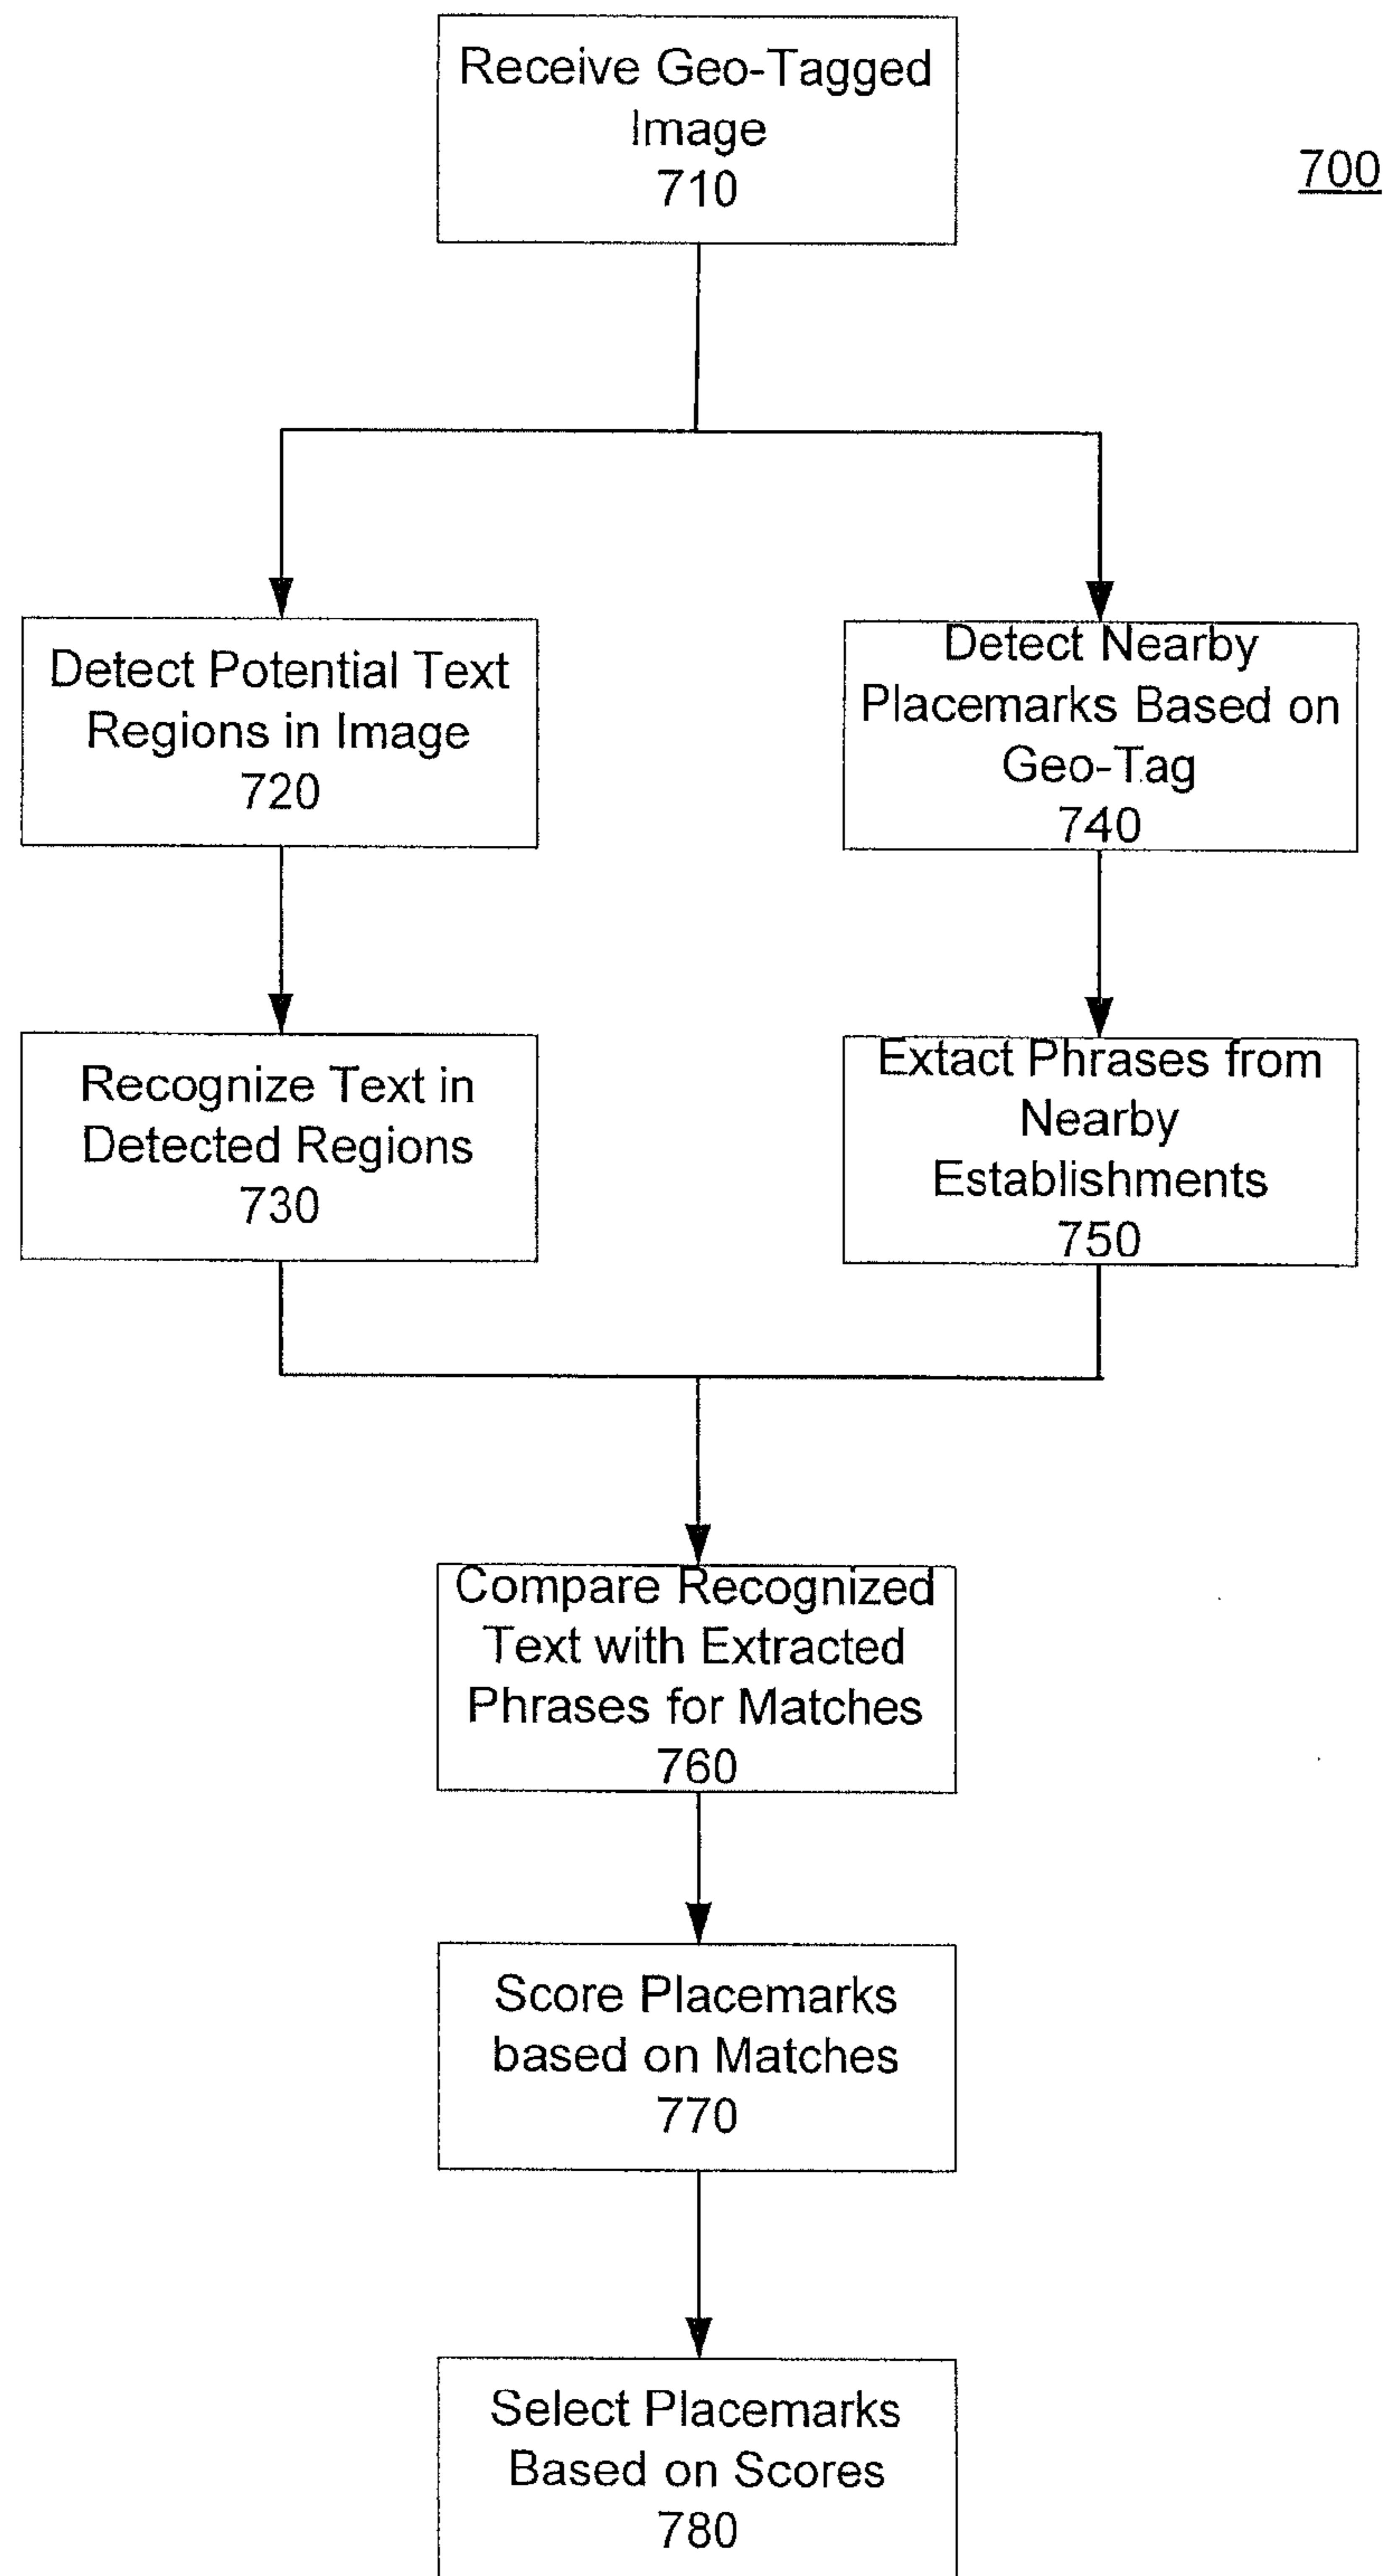 Receive Geo-Tagged
Image
710
700
Detect Potential Text
Regions in Image
720
Detect Nearby
Placemarks Based on
Geo-Tag
740
Recognize Text in
Detected Regions
730
Extact Phrases from
Nearby
Establishments
750
Compare Recognized
Text with Extracted
Phrases for Matches
760
Score Placemarks
based on Matches
770
Select Placemarks
Based on Scores
780